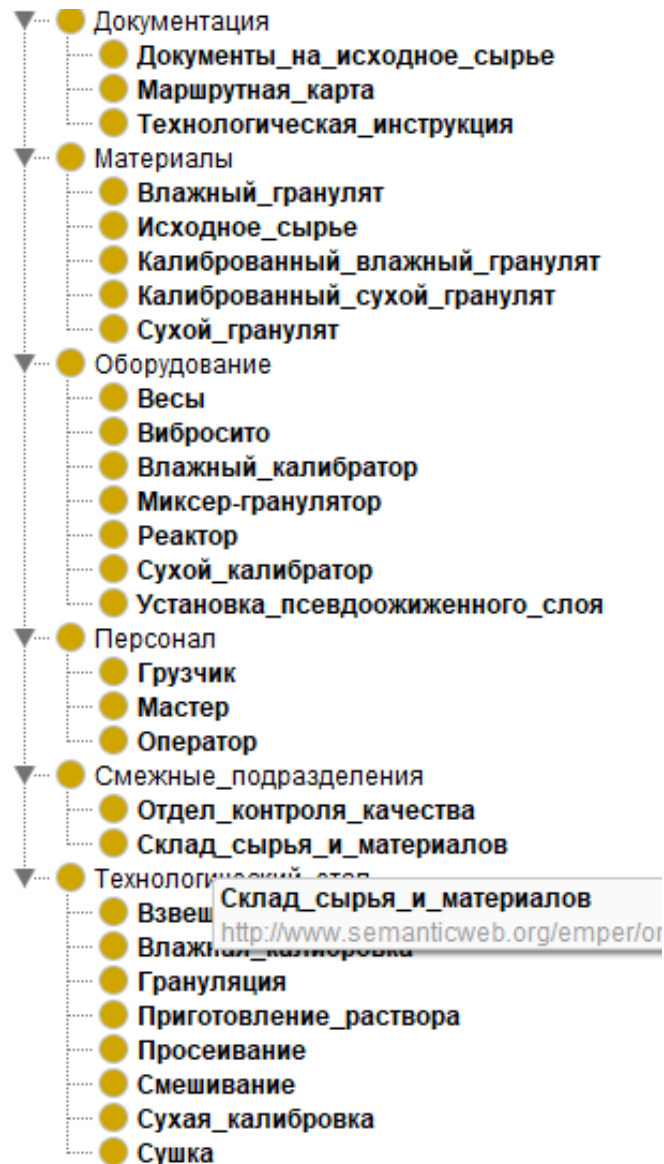 Документация
Документы_на_исходное_сырье
Маршрутная_карта
Технологическая_инструкция
Материалы
Влажный_гранулят
Исходное_сырье
Калиброванный_влажный_гранулят
Калиброванный_сухой_гранулят
Сухой_гранулят
Оборудование
Весы
Вибросито
Влажный_калибратор
Миксер-гранулятор
Реактор
Сухой_калибратор
Установка_псевдоожиженного_слоя
Персонал
Грузчик
Мастер
Оператор
Смежные_подразделения
Отдел_контроля_качества
Склад_сырья_и_материалов
Склад_сырья_и_материалов
http://www.semanticweb.org/emper/or
Влажная_калибровка
Грануляция
Приготовление_раствора
Просеивание
Смешивание
Сухая_калибровка
Сушка